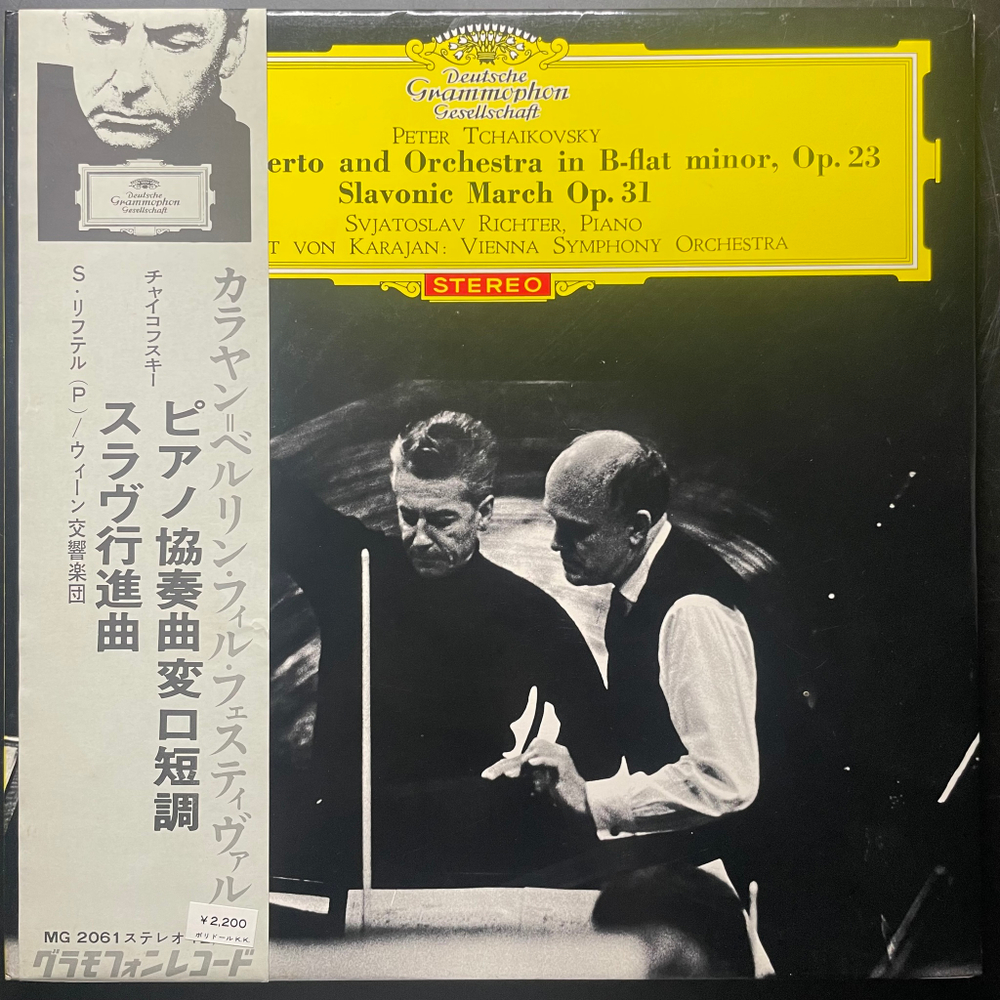 Deutsche
Grammophon
Gesellschaft
PETER TCHAIKOVSKY
erto and Orchestra in B-flat minor, Op. 23
Slavonic March Op. 31
SVJATOSLAV RICHTER, PIANO
T VON KARAJAN: VIENNA SYMPHONY ORCHESTRA
STEREO
Deutsche
Grammophon
Gesellschaft
カラヤン=ベルリン・フィル・フェスティヴァル
チャイコフスキー
ピアノ協奏曲変ロ短調
スラヴ行進曲
S・リフテル(P)/ウィーン交響楽団
¥2,200
ポリドールK.K.
MG 2061 ステレオ
グラモフォンレコード